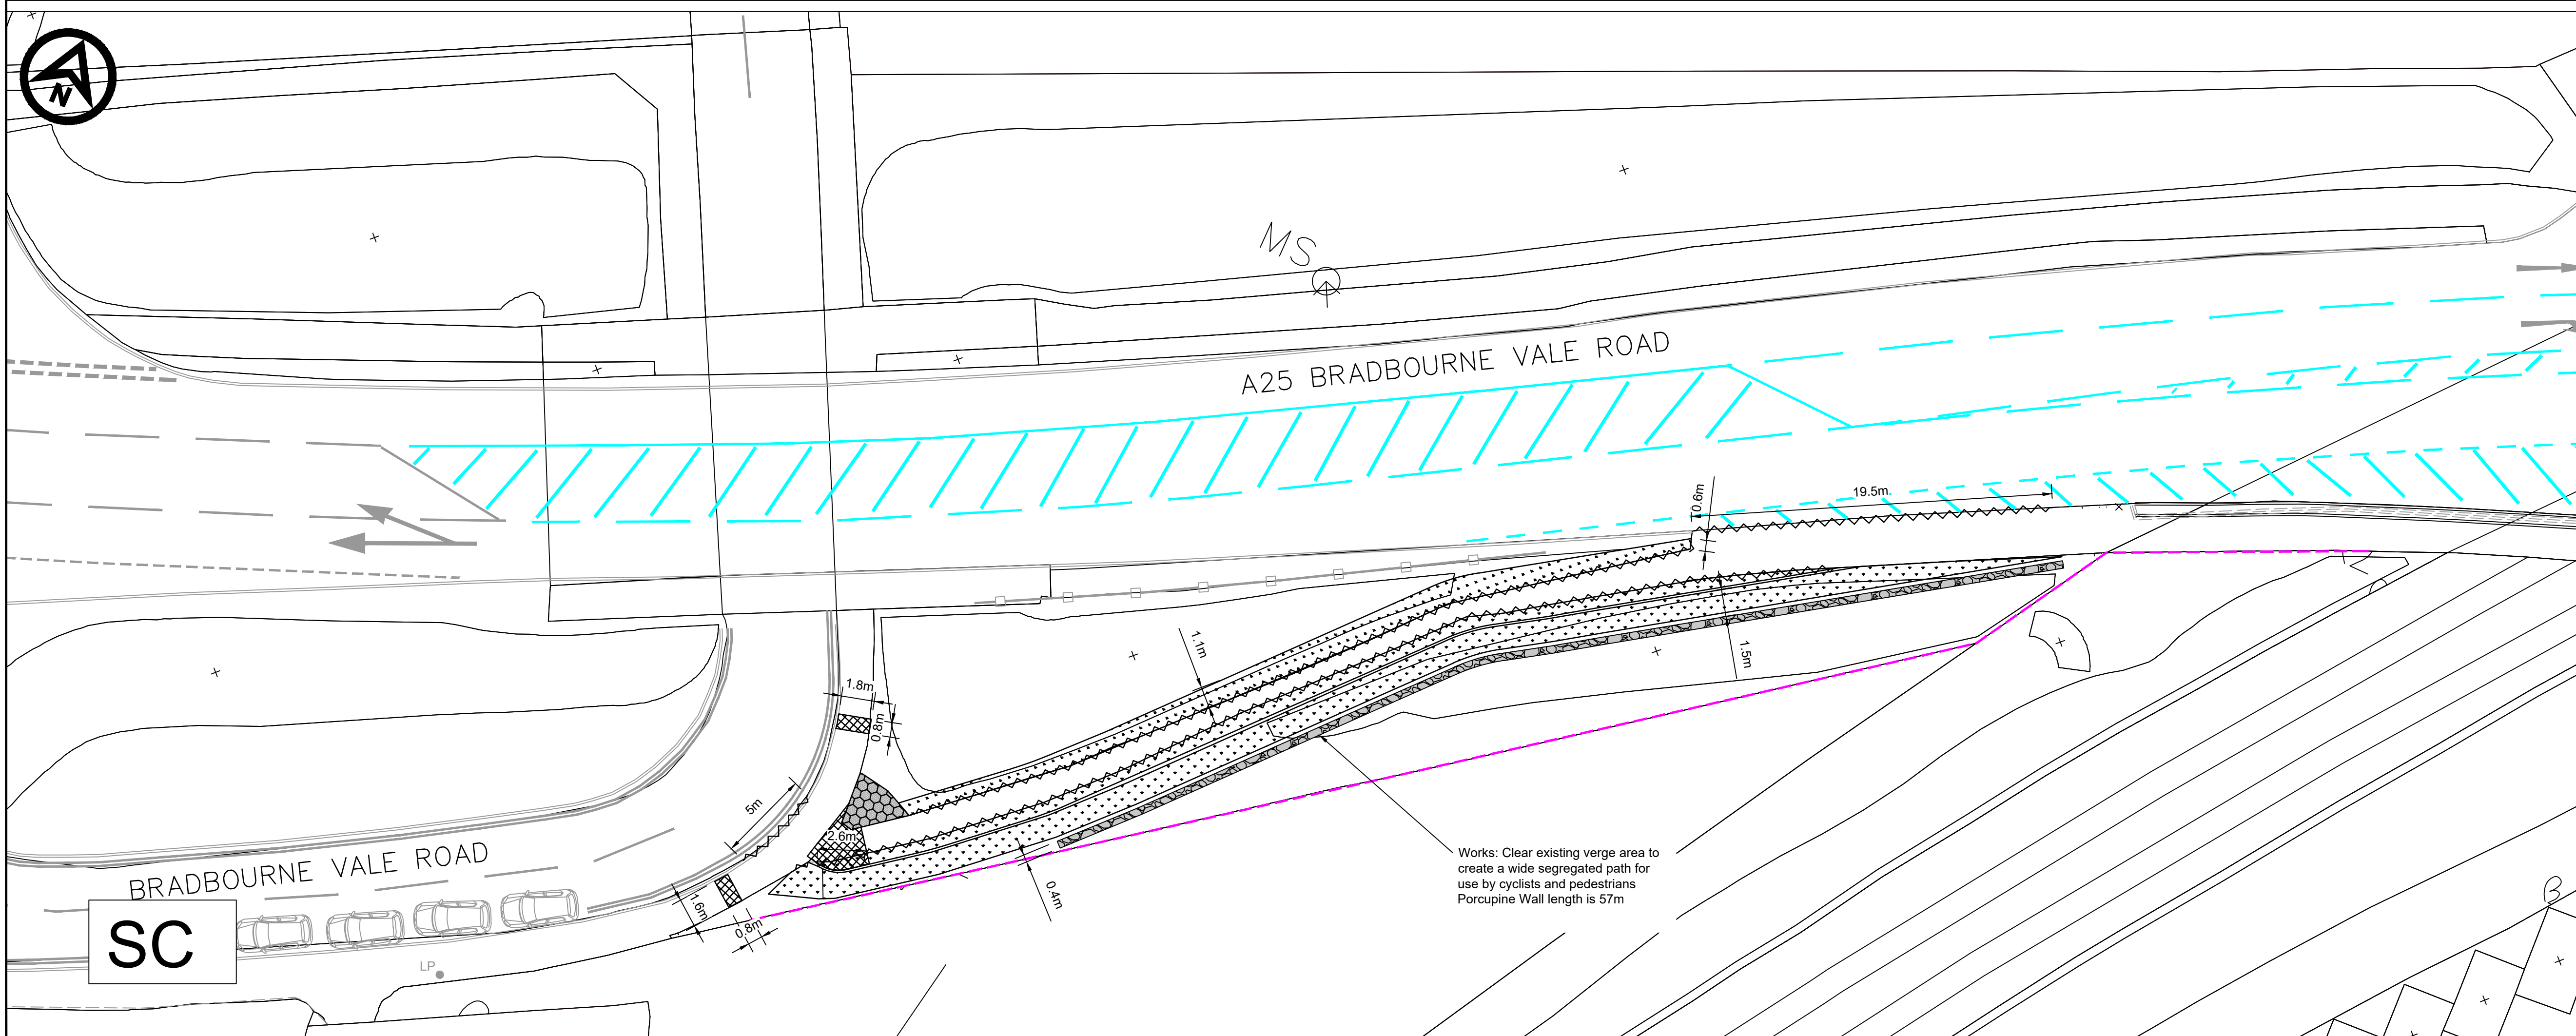 N
MS
A25 BRADBOURNE VALE ROAD
0.6m
19.5m
1.1m
1.5m
1.8m
0.8m
5m
2.6m
BRADBOURNE VALE ROAD
SC
1.6m
0.8m
0.4m
LP
Works: Clear existing verge area to
create a wide segregated path for
use by cyclists and pedestrians
Porcupine Wall length is 57m
B